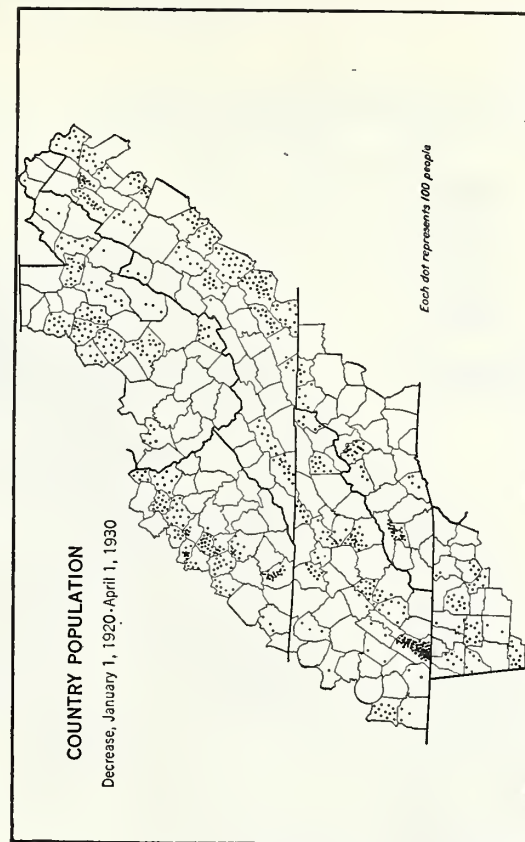 COUNTRY POPULATION
Decrease, January 1, 1920-April 1, 1930
Each dot represents 100 people